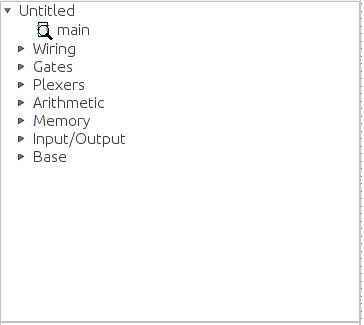 Untitled
main
Wiring
Gates
Plexers
Arithmetic
Memory
Input/Output
Base